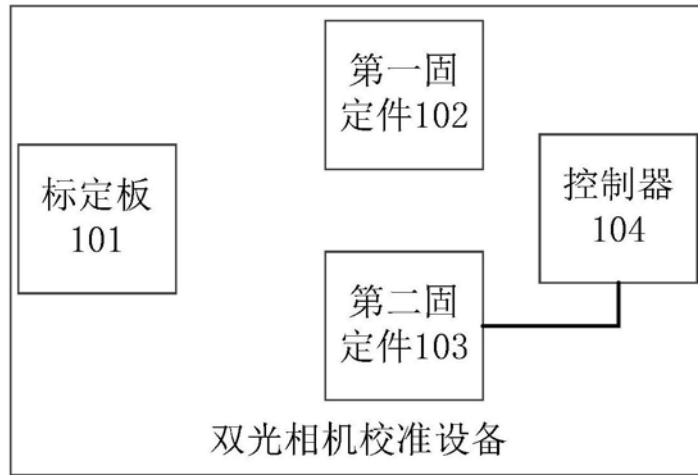 第一固
定件102
标定板
101
控制器
104
第二固
定件103
双光相机校准设备